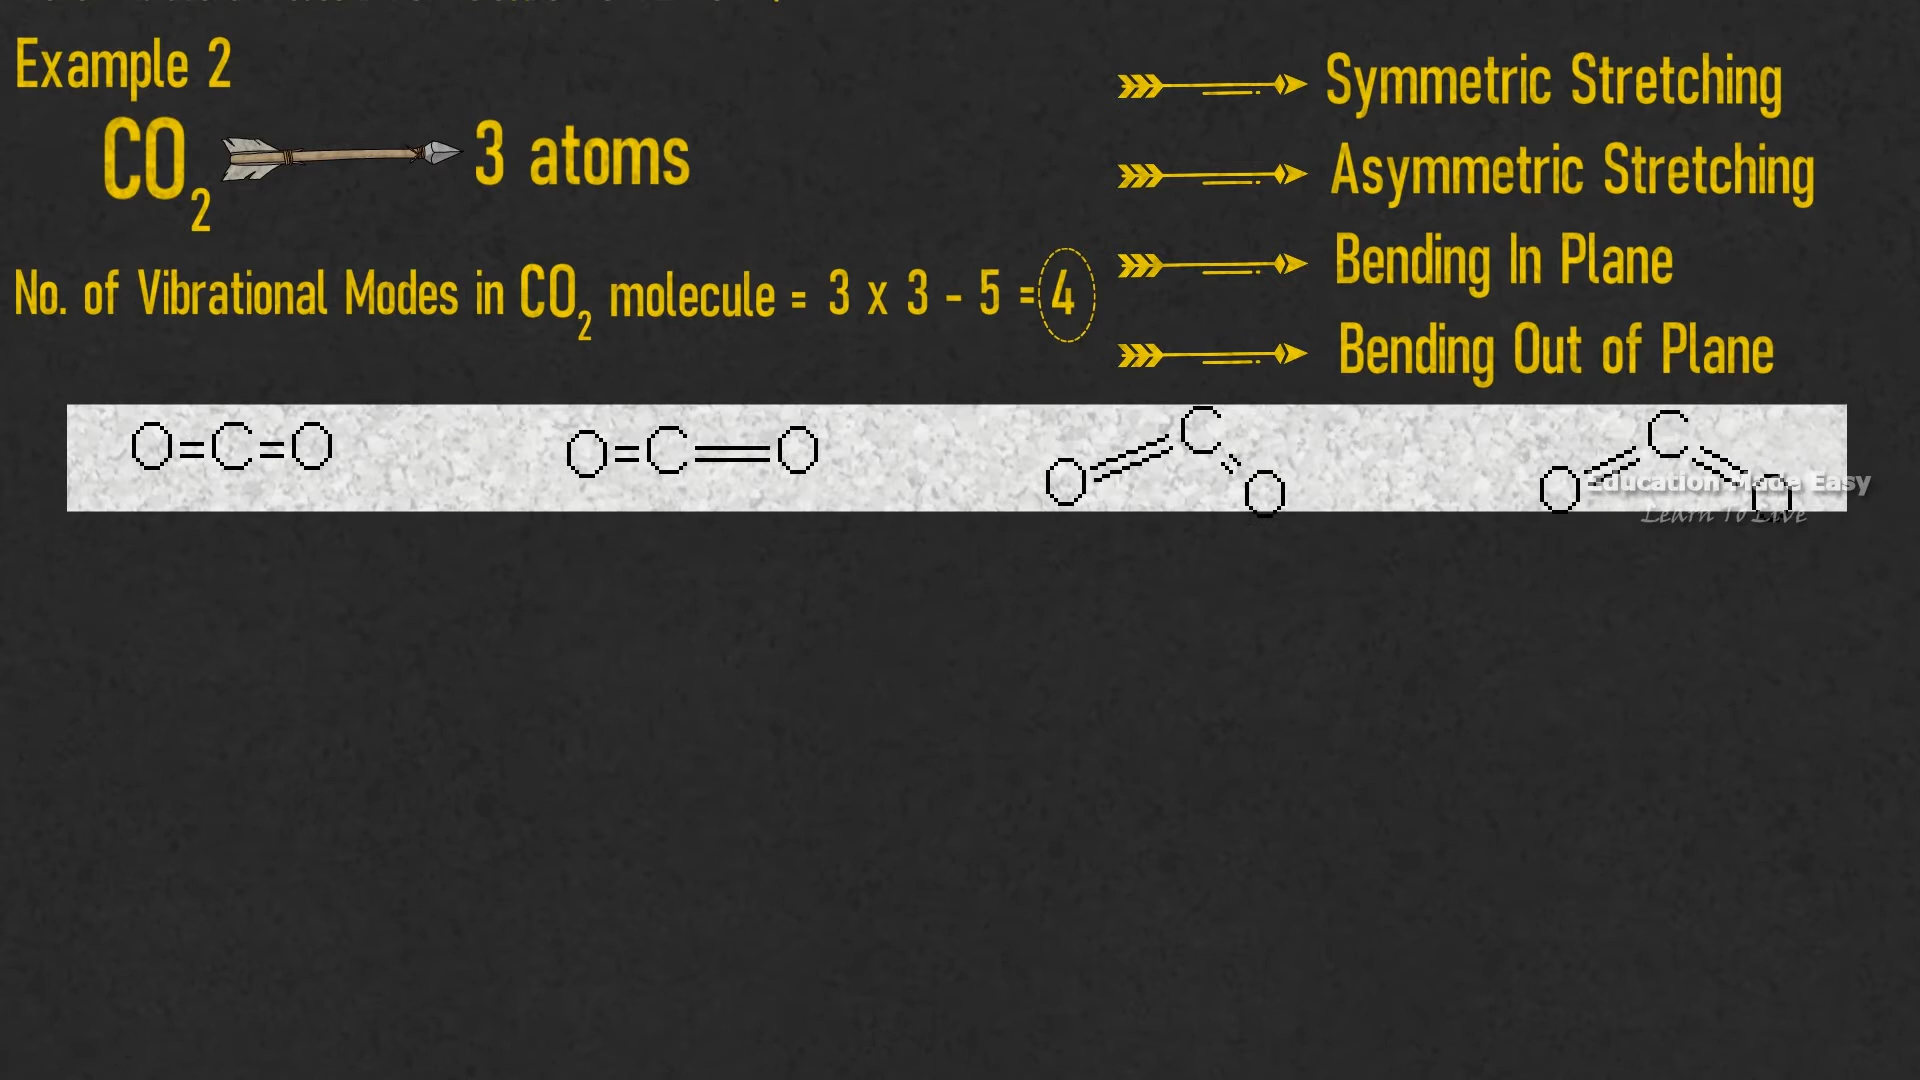 Example 2
CO2 3 atoms
No. of Vibrational Modes in CO2 molecule = 3 x 3 - 5 = 4
Symmetric Stretching
Asymmetric Stretching
Bending In Plane
Bending Out of Plane
O=C=O O=C=O O=C=O O=C=O
Education Made Easy
Learn To Live